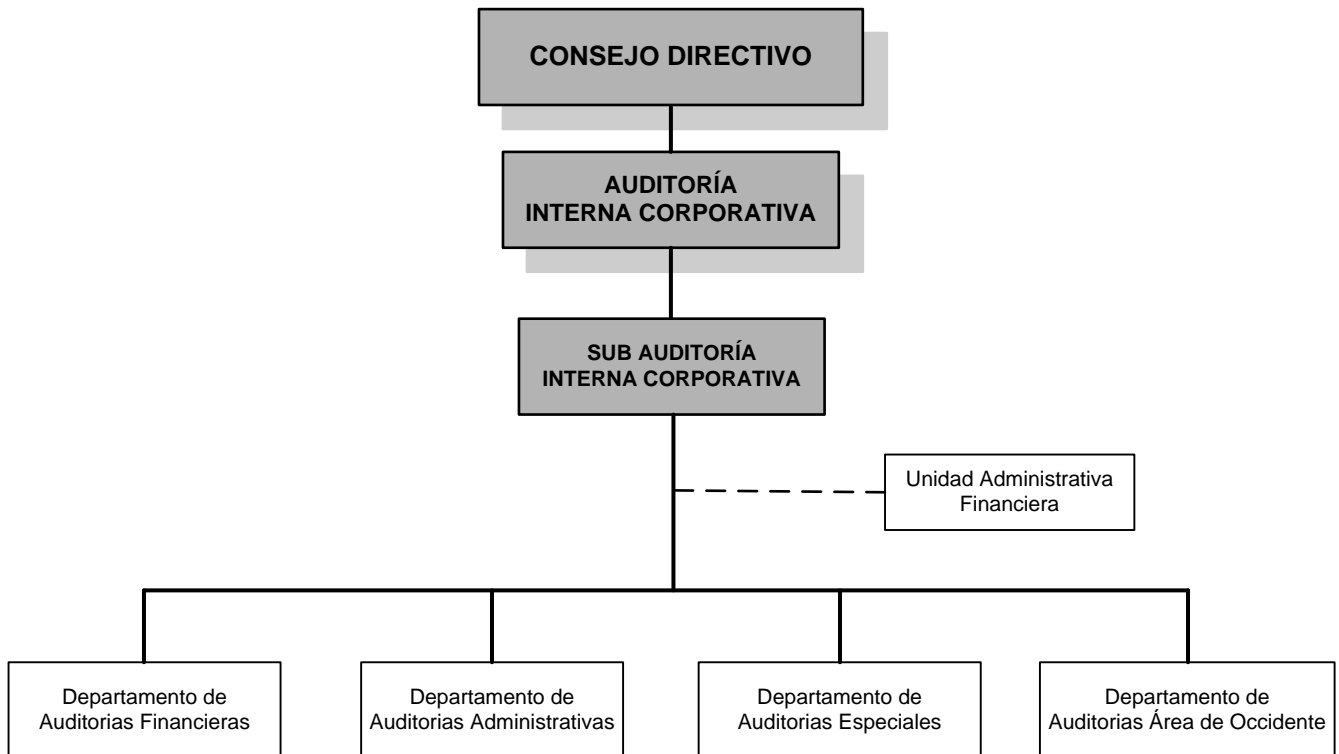 CONSEJO DIRECTIVO
AUDITORÍA
INTERNA CORPORATIVA
SUB AUDITORÍA
INTERNA CORPORATIVA
Unidad Administrativa
Financiera
Departamento de
Auditorias Financieras
Departamento de
Auditorias Administrativas
Departamento de
Auditorias Especiales
Departamento de
Auditorias Área de Occidente